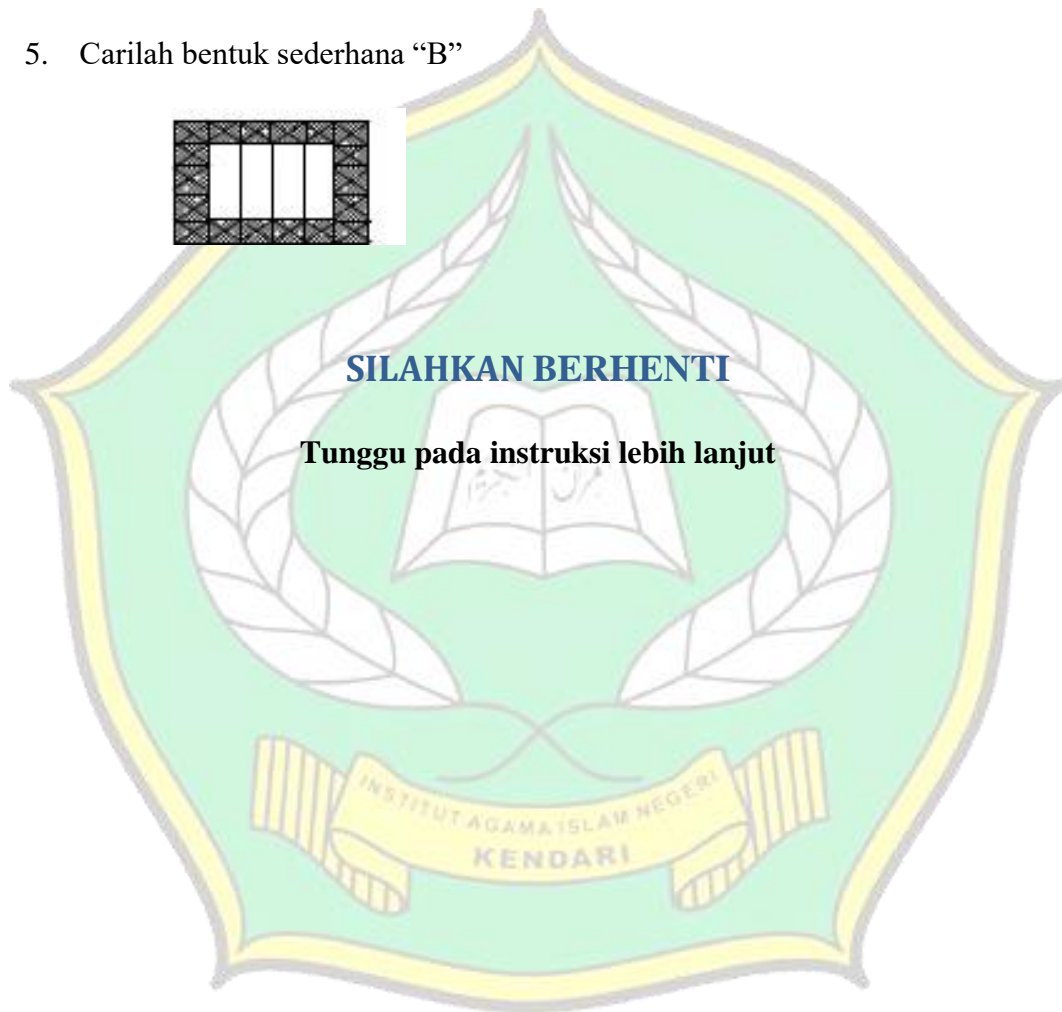 5. Carilah bentuk sederhana “B”
SILAHKAN BERHENTI
Tunggu pada instruksi lebih lanjut
INSTITUT AGAMA ISLAM NEGERI
KENDARI